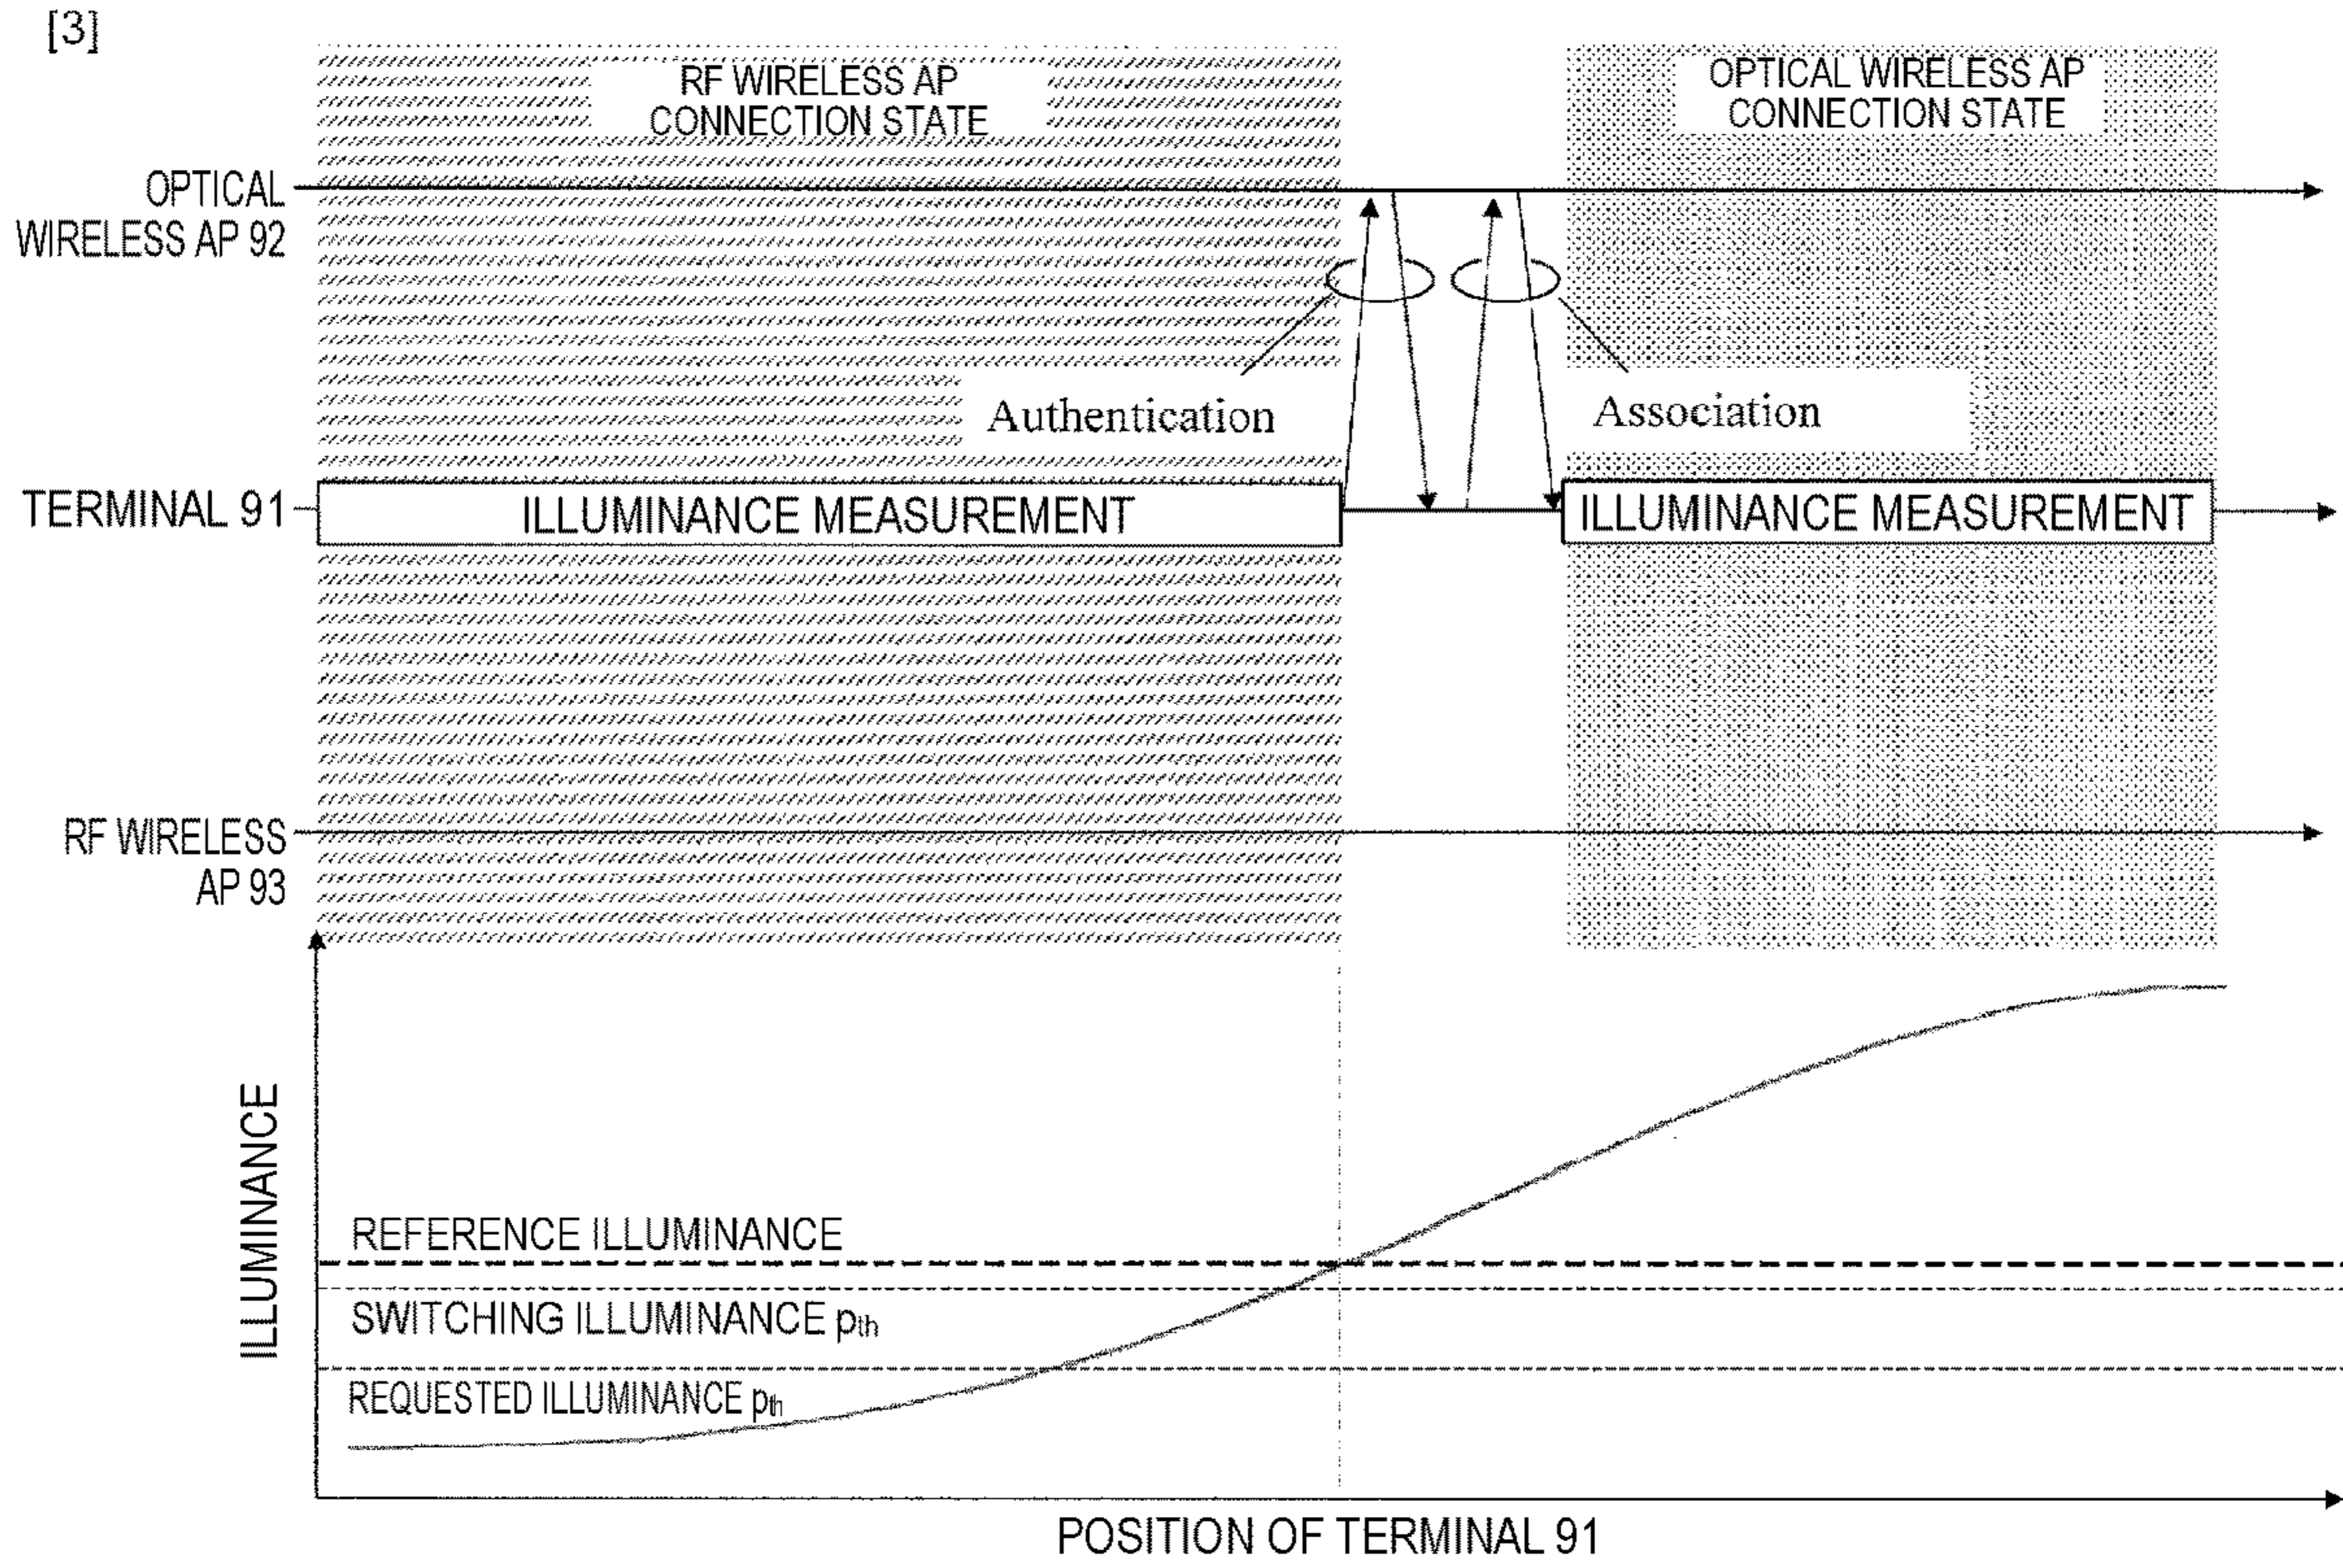 [3]
RF WIRELESS AP
CONNECTION STATE
OPTICAL WIRELESS AP
CONNECTION STATE
OPTICAL
WIRELESS AP 92
Authentication
Association
TERMINAL 91
ILLUMINANCE MEASUREMENT
ILLUMINANCE MEASUREMENT
RF WIRELESS
AP 93
ILLUMINANCE
REFERENCE ILLUMINANCE
SWITCHING ILLUMINANCE pth
REQUESTED ILLUMINANCE pth
POSITION OF TERMINAL 91